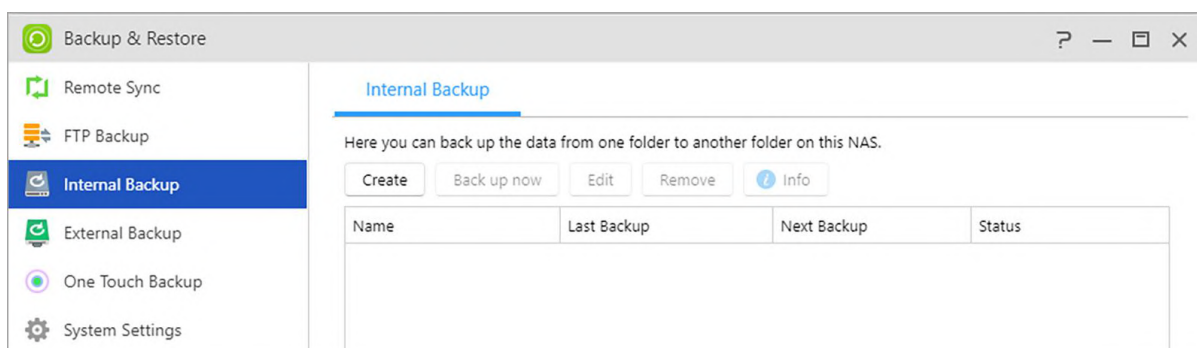 Backup & Restore
Remote Sync
FTP Backup
Internal Backup
External Backup
One Touch Backup
System Settings
Internal Backup
Here you can back up the data from one folder to another folder on this NAS.
Create Back up now Edit Remove Info
Name Last Backup Next Backup Status